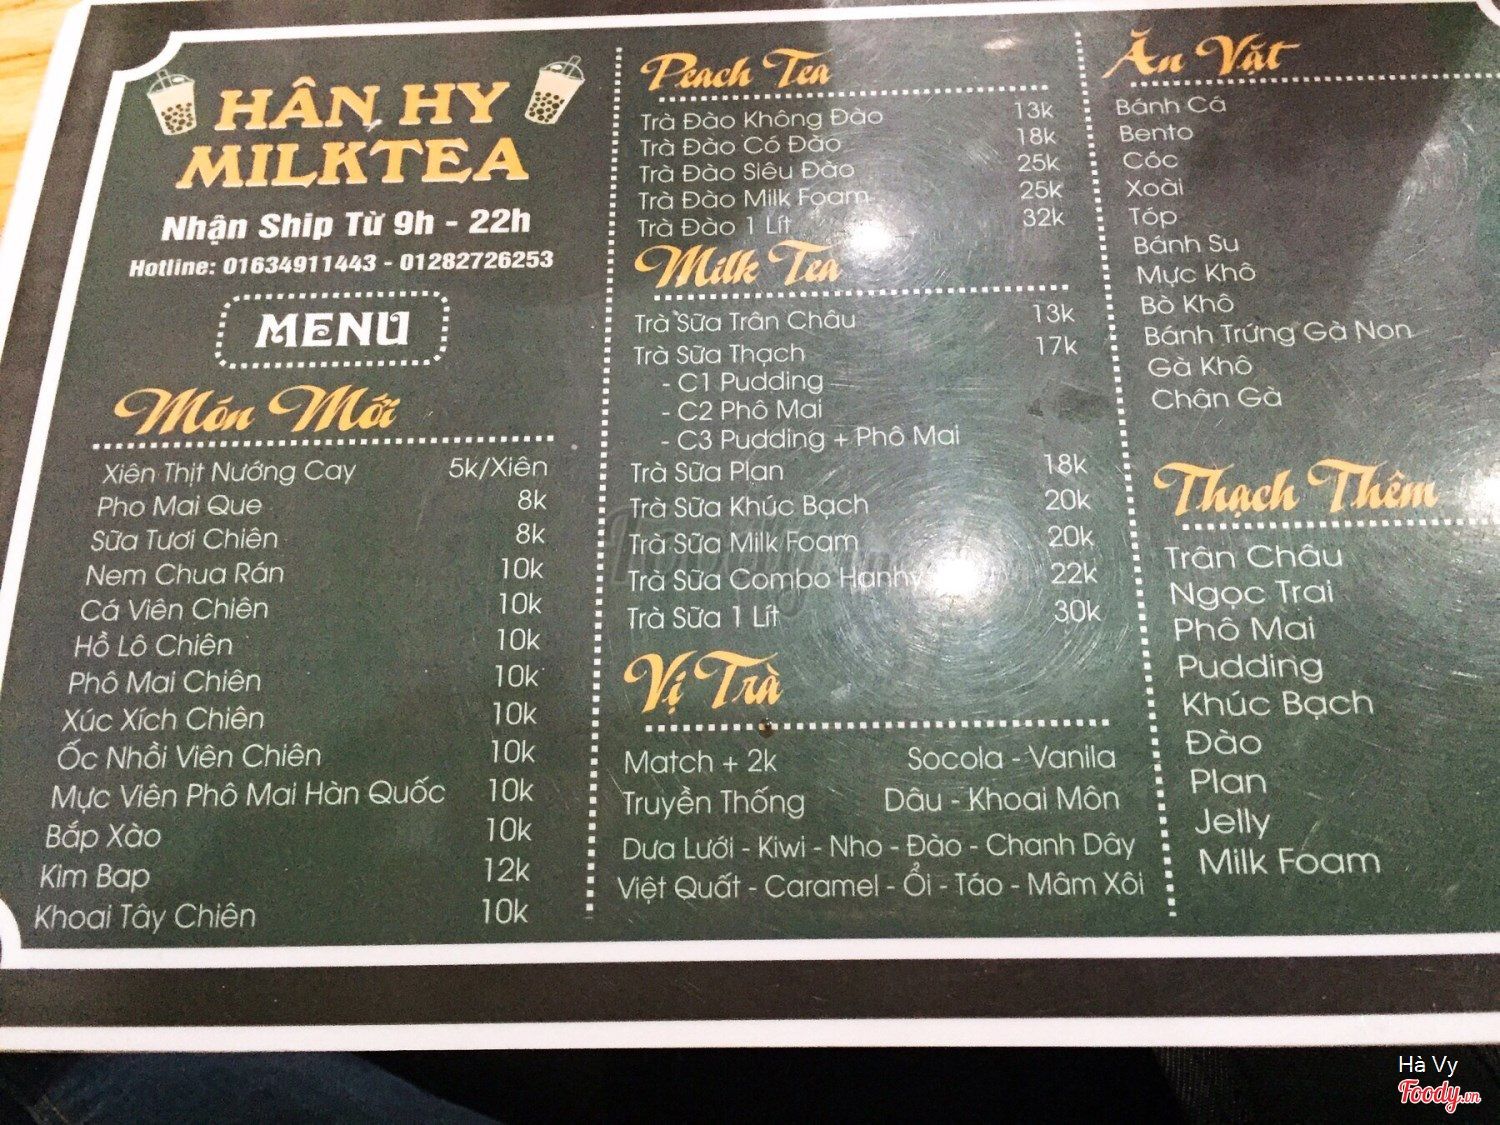 HÂN HY
MILKTEA
Nhận Ship Từ 9h - 22h
Hotline: 01634911443 - 01282726253
MENU
Món Mới
Xiên Thịt Nướng Cay 5k/Xiên
Pho Mai Que 8k
Sữa Tươi Chiên 8k
Nem Chua Rán 10k
Cá Viên Chiên 10k
Hồ Lô Chiên 10k
Phô Mai Chiên 10k
Xúc Xích Chiên 10k
Ốc Nhồi Viên Chiên 10k
Mực Viên Phô Mai Hàn Quốc 10k
Bắp Xào 10k
Kim Bap 12k
Khoai Tây Chiên 10k
Peach Tea
Trà Đào Không Đào 13k
Trà Đào Có Đào 18k
Trà Đào Siêu Đào 25k
Trà Đào Milk Foam 25k
Trà Đào 1 Lít 32k
Milk Tea
Trà Sữa Trân Châu 13k
Trà Sữa Thạch 17k
- C1 Pudding
- C2 Phô Mai
- C3 Pudding + Phô Mai
Trà Sữa Plan 18k
Trà Sữa Khúc Bạch 20k
Trà Sữa Milk Foam 20k
Trà Sữa Combo Hanhy 22k
Trà Sữa 1 Lít 30k
Vị Trà
Match + 2k Socola - Vanila
Truyền Thống Dâu - Khoai Môn
Dưa Lưới - Kiwi - Nho - Đào - Chanh Dây
Việt Quất - Caramel - Ổi - Táo - Mâm Xôi
Ăn Vặt
Bánh Cá
Bento
Cóc
Xoài
Tóp
Bánh Su
Mực Khô
Bò Khô
Bánh Trứng Gà Non
Gà Khô
Chân Gà
Thạch Thêm
Trân Châu
Ngọc Trai
Phô Mai
Pudding
Khúc Bạch
Đào
Plan
Jelly
Milk Foam
Hà Vy
Foody.vn